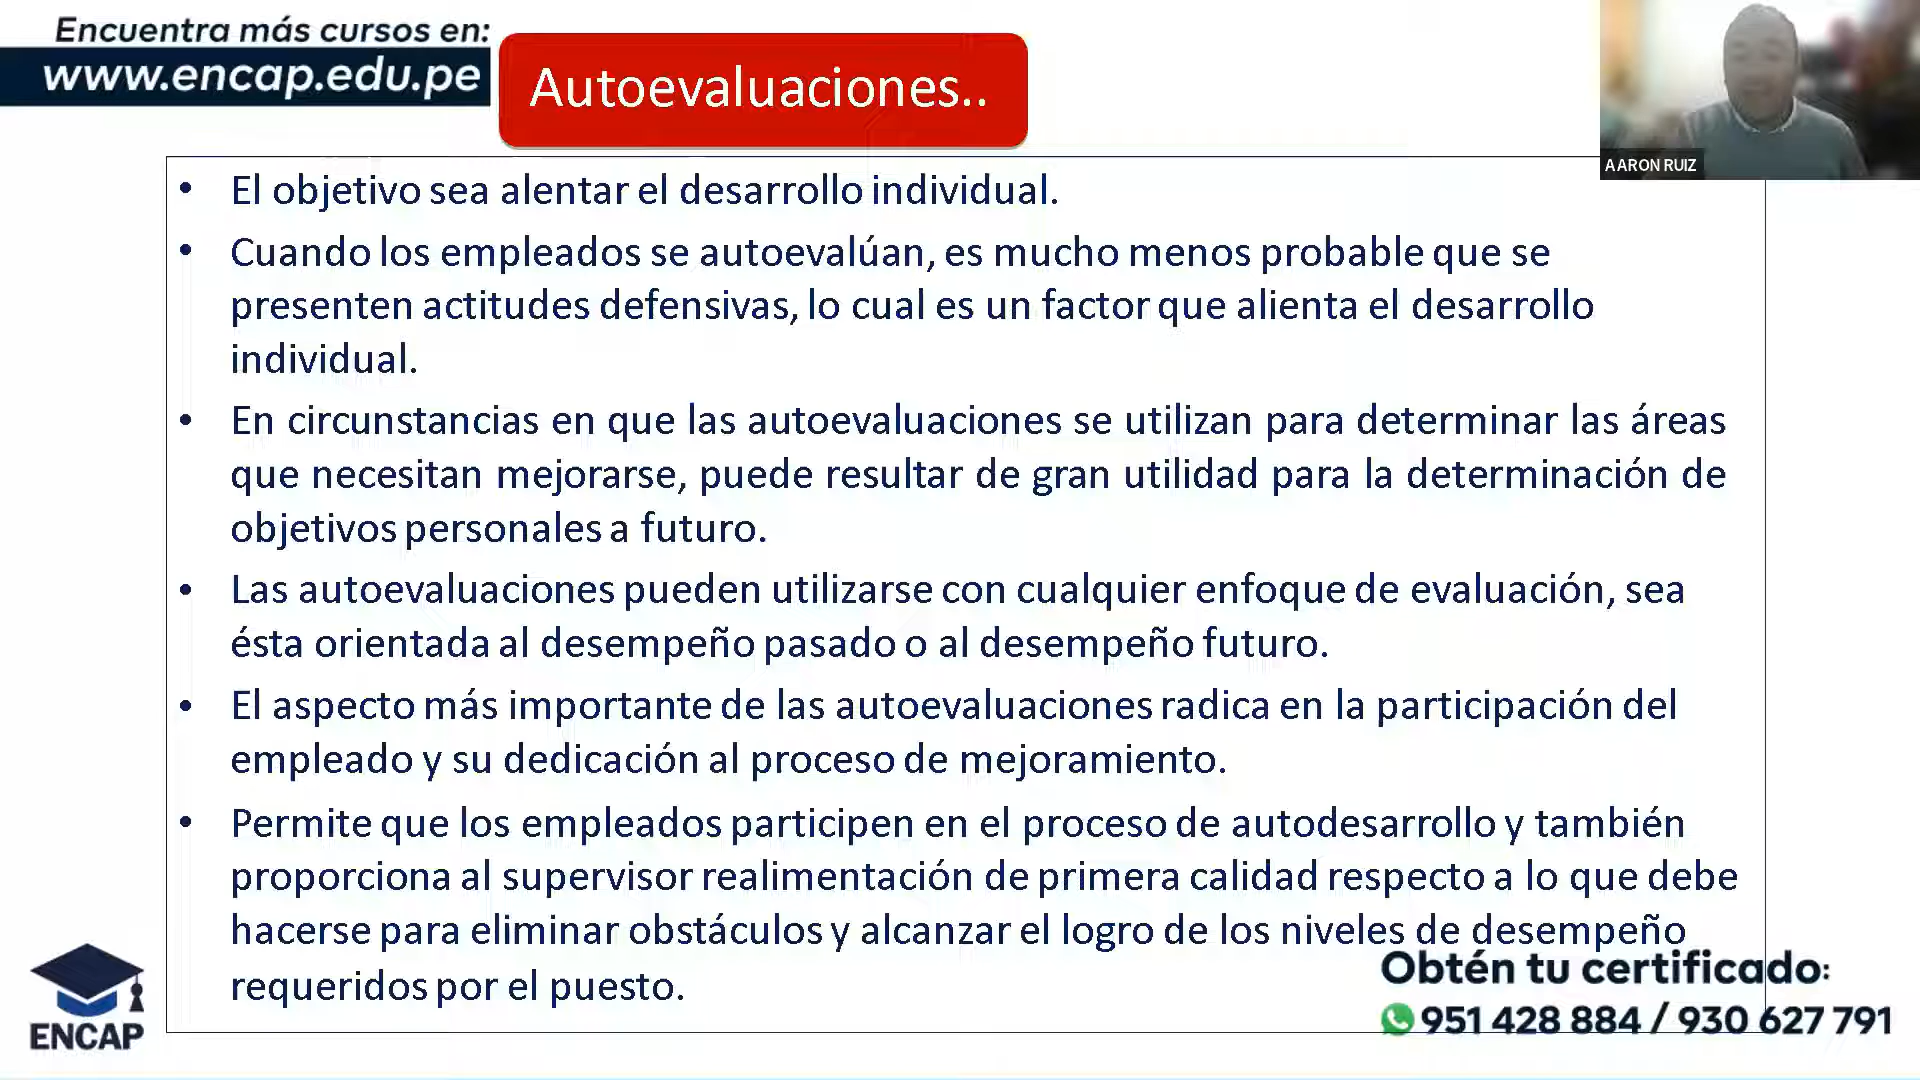 Encuentra más cursos en:
www.encap.edu.pe
Autoevaluaciones..
AARON RUIZ
• El objetivo sea alentar el desarrollo individual.
• Cuando los empleados se autoevalúan, es mucho menos probable que se
presenten actitudes defensivas, lo cual es un factor que alienta el desarrollo
individual.
• En circunstancias en que las autoevaluaciones se utilizan para determinar las áreas
que necesitan mejorarse, puede resultar de gran utilidad para la determinación de
objetivos personales a futuro.
• Las autoevaluaciones pueden utilizarse con cualquier enfoque de evaluación, sea
ésta orientada al desempeño pasado o al desempeño futuro.
• El aspecto más importante de las autoevaluaciones radica en la participación del
empleado y su dedicación al proceso de mejoramiento.
• Permite que los empleados participen en el proceso de autodesarrollo y también
proporciona al supervisor realimentación de primera calidad respecto a lo que debe
hacerse para eliminar obstáculos y alcanzar el logro de los niveles de desempeño
requeridos por el puesto.
ENCAP
Obtén tu certificado:
951 428 884 / 930 627 791